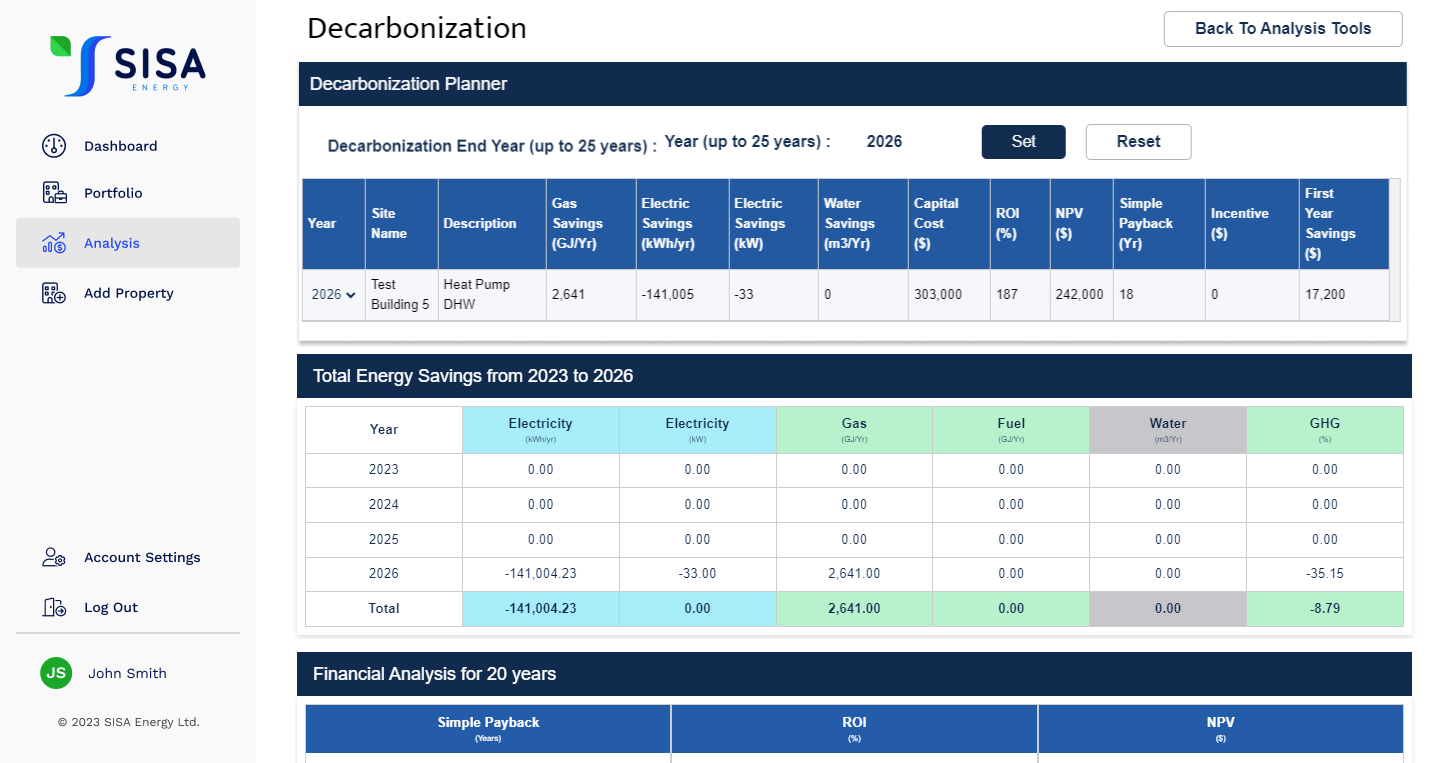 SISA
ENERGY
Dashboard
Portfolio
Analysis
Add Property
Account Settings
Log Out
JS
John Smith
© 2023 SISA Energy Ltd.
Decarbonization
Back To Analysis Tools
Decarbonization Planner
Decarbonization End Year (up to 25 years) : Year (up to 25 years) : 2026 Set Reset
Year Site Name Description Gas Savings (GJ/Yr) Electric Savings (kWh/yr) Electric Savings (kW) Water Savings (m3/Yr) Capital Cost ($) ROI (%) NPV ($) Simple Payback (Yr) Incentive ($) First Year Savings ($)
2026 Test Building 5 Heat Pump DHW 2,641 -141,005 -33 0 303,000 187 242,000 18 0 17,200
Total Energy Savings from 2023 to 2026
Year Electricity (kWh/yr) Electricity (kW) Gas (GJ/Yr) Fuel (GJ/Yr) Water (m3/Yr) GHG (%)
2023 0.00 0.00 0.00 0.00 0.00 0.00
2024 0.00 0.00 0.00 0.00 0.00 0.00
2025 0.00 0.00 0.00 0.00 0.00 0.00
2026 -141,004.23 -33.00 2,641.00 0.00 0.00 -35.15
Total -141,004.23 0.00 2,641.00 0.00 0.00 -8.79
Financial Analysis for 20 years
Simple Payback (Years) ROI (%) NPV ($)